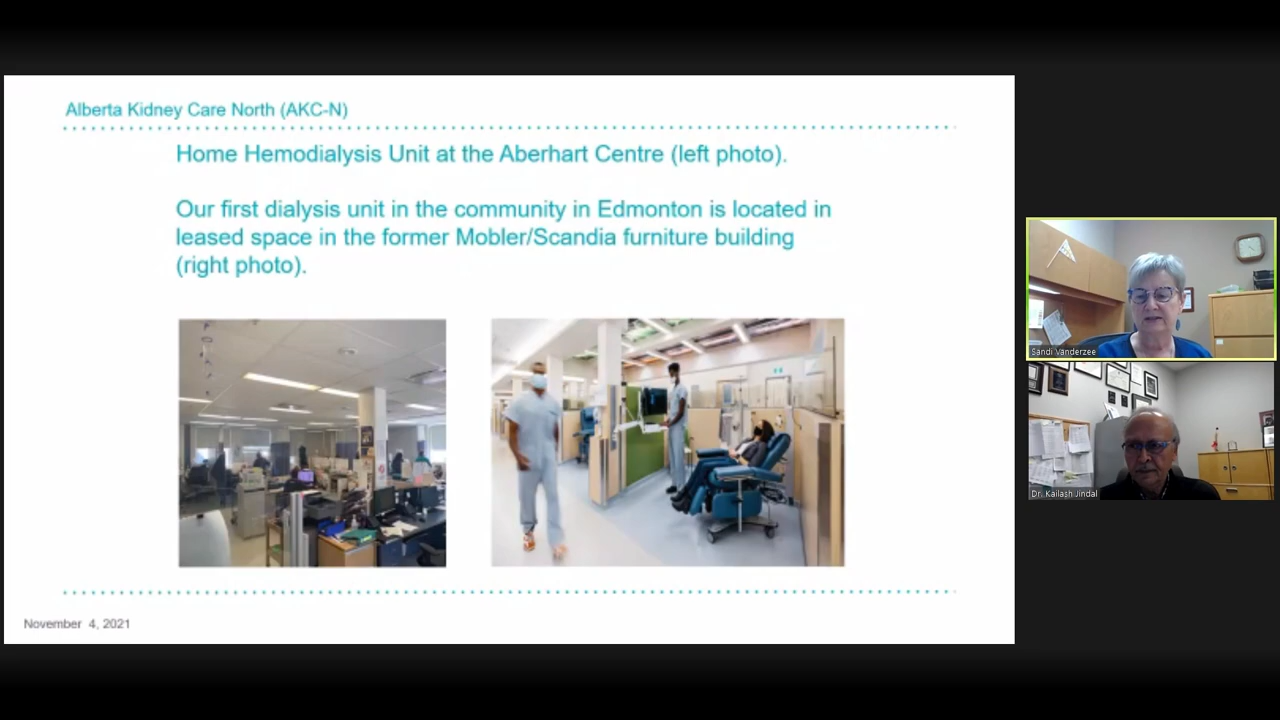 Alberta Kidney Care North (AKC-N)
Home Hemodialysis Unit at the Aberhart Centre (left photo).
Our first dialysis unit in the community in Edmonton is located in
leased space in the former Mobler/Scandia furniture building
(right photo).
November 4, 2021
Sandi Vanderzee
Dr. Kailash Jindal